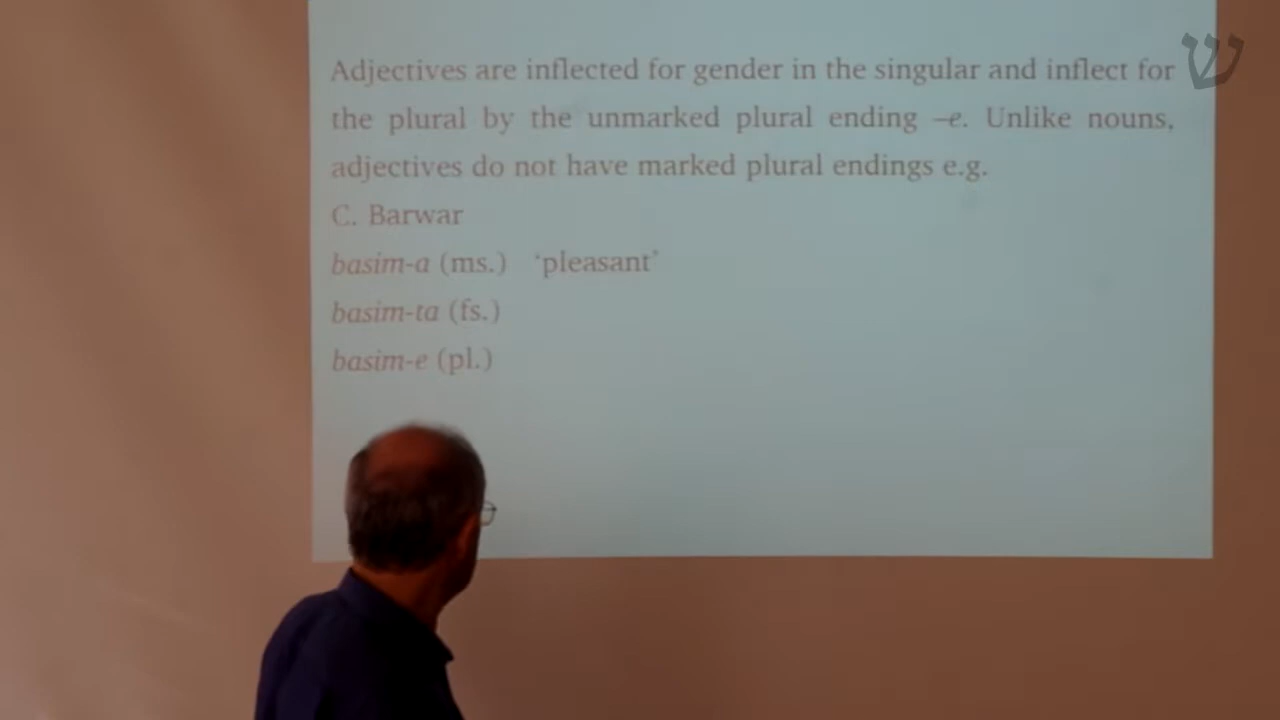 Adjectives are inflected for gender in the singular and inflect for
the plural by the unmarked plural ending –e. Unlike nouns,
adjectives do not have marked plural endings e.g.
C. Barwar
basim-a (ms.) ‘pleasant’
basim-ta (fs.)
basim-e (pl.)
ש